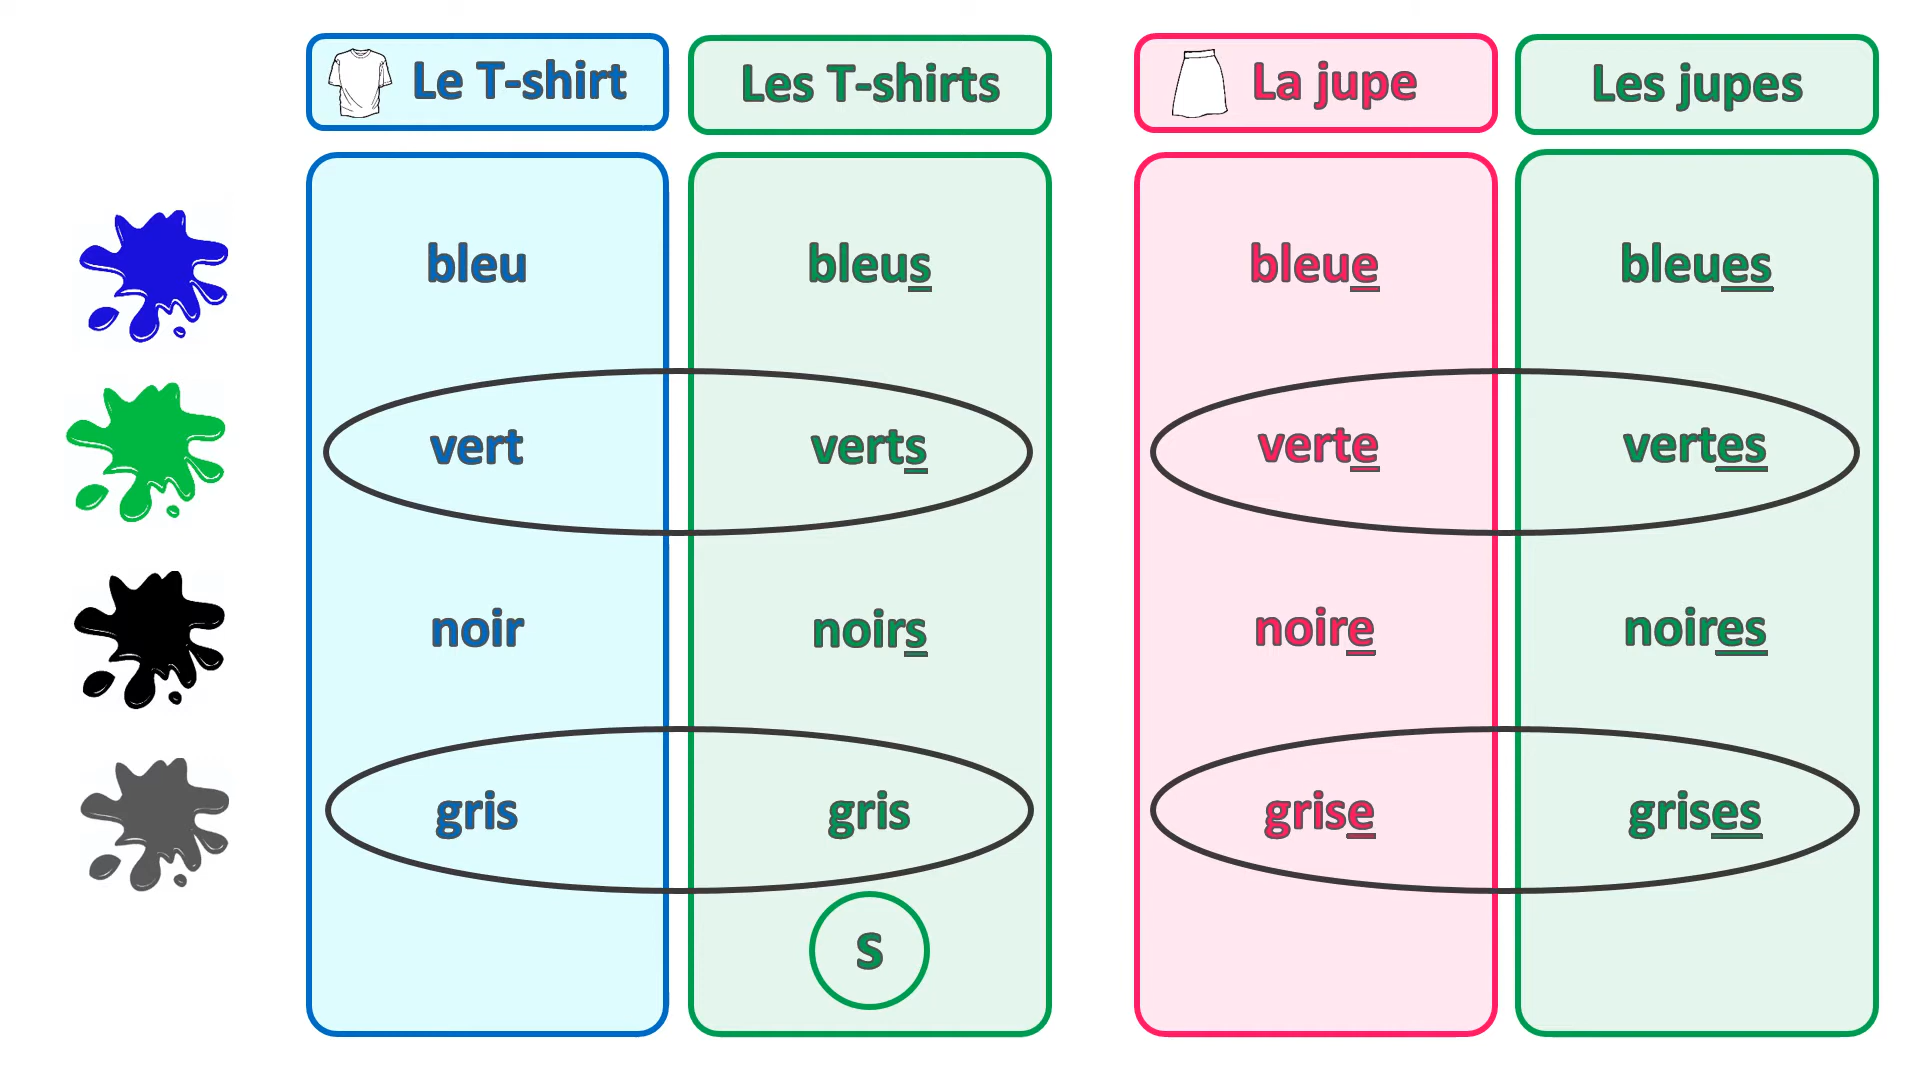 Le T-shirt Les T-shirts La jupe Les jupes
bleu bleus bleue bleues
vert verts verte vertes
noir noirs noire noires
gris gris grise grises
s